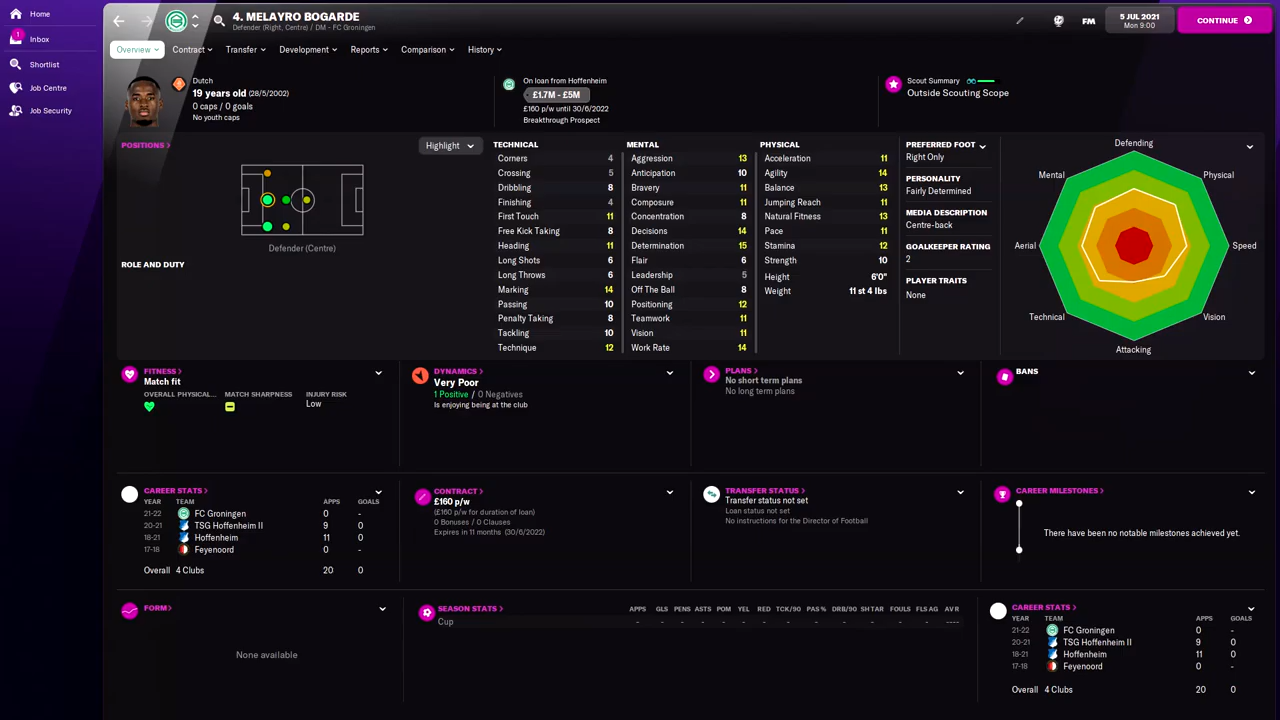 Home
1
Inbox
Shortlist
Job Centre
Job Security
4. MELAYRO BOGARDE
Defender (Right, Centre) / DM - FC Groningen
FM
5 JUL 2021
Mon 9:00
CONTINUE
Overview
Contract
Transfer
Development
Reports
Comparison
History
Dutch
19 years old (28/5/2002)
0 caps / 0 goals
No youth caps
On loan from Hoffenheim
£1.7M - £5M
£160 p/w until 30/6/2022
Breakthrough Prospect
Scout Summary
Outside Scouting Scope
POSITIONS
Highlight
Defender (Centre)
ROLE AND DUTY
TECHNICAL
Corners 4
Crossing 5
Dribbling 8
Finishing 4
First Touch 11
Free Kick Taking 8
Heading 11
Long Shots 6
Long Throws 6
Marking 14
Passing 10
Penalty Taking 8
Tackling 10
Technique 12
MENTAL
Aggression 13
Anticipation 10
Bravery 11
Composure 11
Concentration 8
Decisions 14
Determination 15
Flair 6
Leadership 5
Off The Ball 8
Positioning 12
Teamwork 11
Vision 11
Work Rate 14
PHYSICAL
Acceleration 11
Agility 14
Balance 13
Jumping Reach 11
Natural Fitness 13
Pace 11
Stamina 12
Strength 10
Height 6'0"
Weight 11 st 4 lbs
PREFERRED FOOT
Right Only
PERSONALITY
Fairly Determined
MEDIA DESCRIPTION
Centre-back
GOALKEEPER RATING
2
PLAYER TRAITS
None
Defending
Mental Physical
Aerial Speed
Technical Vision
Attacking
FITNESS
Match fit
OVERALL PHYSICAL... MATCH SHARPNESS INJURY RISK
Low
DYNAMICS
Very Poor
1 Positive / 0 Negatives
Is enjoying being at the club
PLANS
No short term plans
No long term plans
BANS
CAREER STATS
YEAR TEAM APPS GOALS
21-22 FC Groningen 0 -
20-21 TSG Hoffenheim II 9 0
18-21 Hoffenheim 11 0
17-18 Feyenoord 0 -
Overall 4 Clubs 20 0
CONTRACT
£160 p/w
(£160 p/w for duration of loan)
0 Bonuses / 0 Clauses
Expires in 11 months (30/6/2022)
TRANSFER STATUS
Transfer status not set
Loan status not set
No instructions for the Director of Football
CAREER MILESTONES
There have been no notable milestones achieved yet.
FORM
None available
SEASON STATS APPS GLS PENS ASTS POM YEL RED TCK/90 PAS % DRB/90 SH TAR FOULS FLS AG AV R
Cup - - - - - - - - - - - - - ----
CAREER STATS
YEAR TEAM APPS GOALS
21-22 FC Groningen 0 -
20-21 TSG Hoffenheim II 9 0
18-21 Hoffenheim 11 0
17-18 Feyenoord 0 -
Overall 4 Clubs 20 0